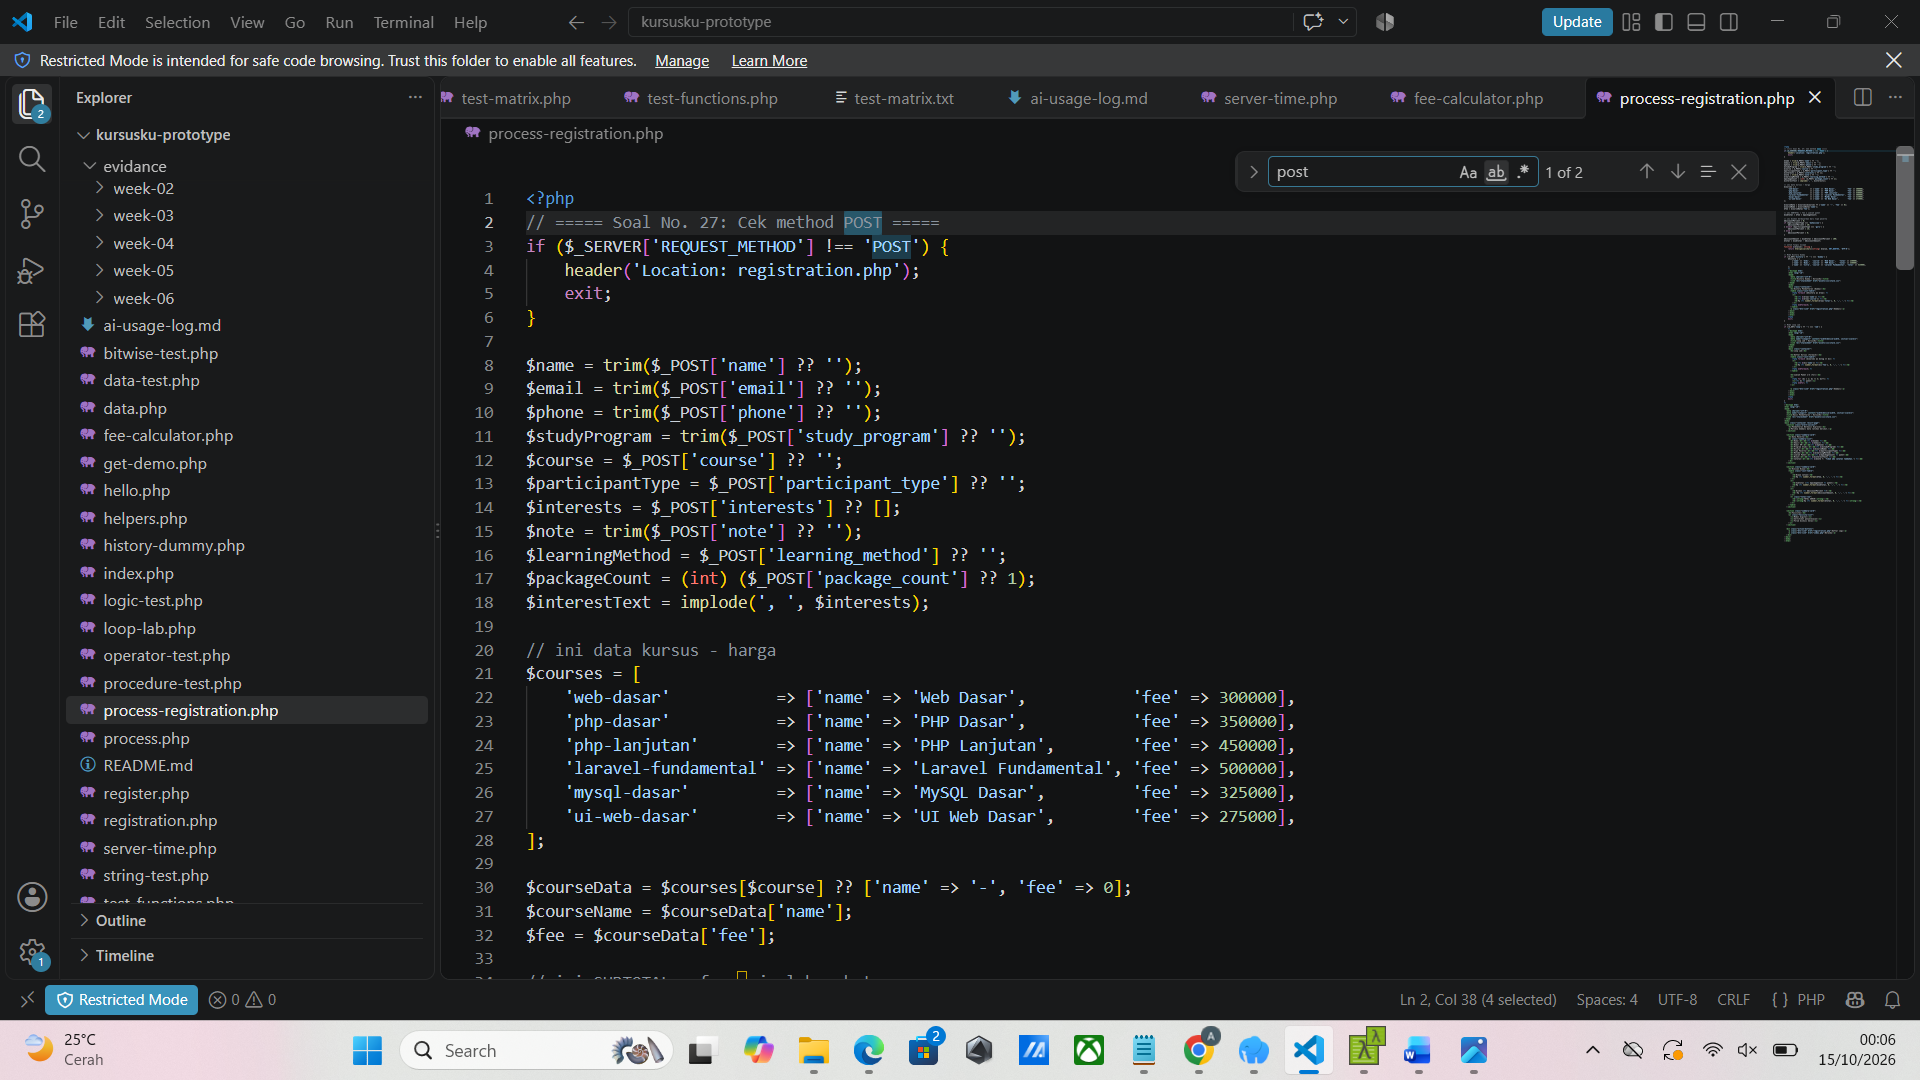 File Edit Selection View Go Run Terminal Help
kursusku-prototype
Update
Restricted Mode is intended for safe code browsing. Trust this folder to enable all features. Manage Learn More
2
Explorer
kursusku-prototype
evidance
week-02
week-03
week-04
week-05
week-06
ai-usage-log.md
bitwise-test.php
data-test.php
data.php
fee-calculator.php
get-demo.php
hello.php
helpers.php
history-dummy.php
index.php
logic-test.php
loop-lab.php
operator-test.php
procedure-test.php
process-registration.php
process.php
README.md
register.php
registration.php
server-time.php
string-test.php
test-functions.php
Outline
Timeline
1
test-matrix.php test-functions.php test-matrix.txt ai-usage-log.md server-time.php fee-calculator.php process-registration.php
process-registration.php
post Aa ab .* 1 of 2
1 <?php
2 // ===== Soal No. 27: Cek method POST =====
3 if ($_SERVER['REQUEST_METHOD'] !== 'POST') {
4 header('Location: registration.php');
5 exit;
6 }
7
8 $name = trim($_POST['name'] ?? '');
9 $email = trim($_POST['email'] ?? '');
10 $phone = trim($_POST['phone'] ?? '');
11 $studyProgram = trim($_POST['study_program'] ?? '');
12 $course = $_POST['course'] ?? '';
13 $participantType = $_POST['participant_type'] ?? '';
14 $interests = $_POST['interests'] ?? [];
15 $note = trim($_POST['note'] ?? '');
16 $learningMethod = $_POST['learning_method'] ?? '';
17 $packageCount = (int) ($_POST['package_count'] ?? 1);
18 $interestText = implode(', ', $interests);
19
20 // ini data kursus - harga
21 $courses = [
22 'web-dasar' => ['name' => 'Web Dasar', 'fee' => 300000],
23 'php-dasar' => ['name' => 'PHP Dasar', 'fee' => 350000],
24 'php-lanjutan' => ['name' => 'PHP Lanjutan', 'fee' => 450000],
25 'laravel-fundamental' => ['name' => 'Laravel Fundamental', 'fee' => 500000],
26 'mysql-dasar' => ['name' => 'MySQL Dasar', 'fee' => 325000],
27 'ui-web-dasar' => ['name' => 'UI Web Dasar', 'fee' => 275000],
28 ];
29
30 $courseData = $courses[$course] ?? ['name' => '-', 'fee' => 0];
31 $courseName = $courseData['name'];
32 $fee = $courseData['fee'];
33
Restricted Mode 0 0
Ln 2, Col 38 (4 selected) Spaces: 4 UTF-8 CRLF { } PHP
25°C
Cerah
Search
2
A
00:06
15/10/2026